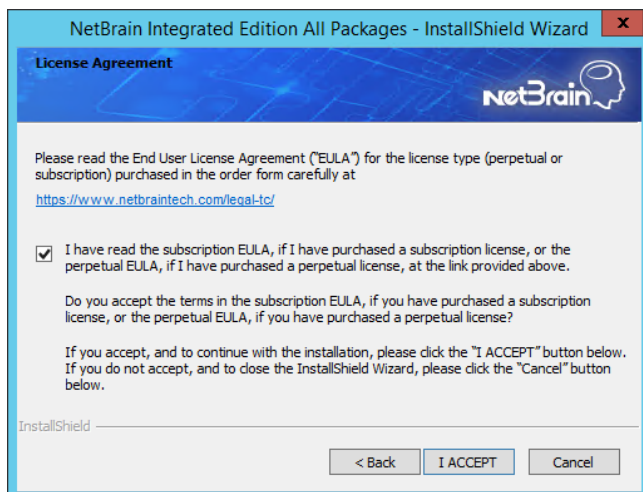 NetBrain Integrated Edition All Packages - InstallShield Wizard x
License Agreement
NetBrain
Please read the End User License Agreement ("EULA") for the license type (perpetual or
subscription) purchased in the order form carefully at
https://www.netbraintech.com/legal-tc/
I have read the subscription EULA, if I have purchased a subscription license, or the
perpetual EULA, if I have purchased a perpetual license, at the link provided above.
Do you accept the terms in the subscription EULA, if you have purchased a subscription
license, or the perpetual EULA, if you have purchased a perpetual license?
If you accept, and to continue with the installation, please click the "I ACCEPT" button below.
If you do not accept, and to close the InstallShield Wizard, please click the "Cancel" button
below.
InstallShield
< Back I ACCEPT Cancel